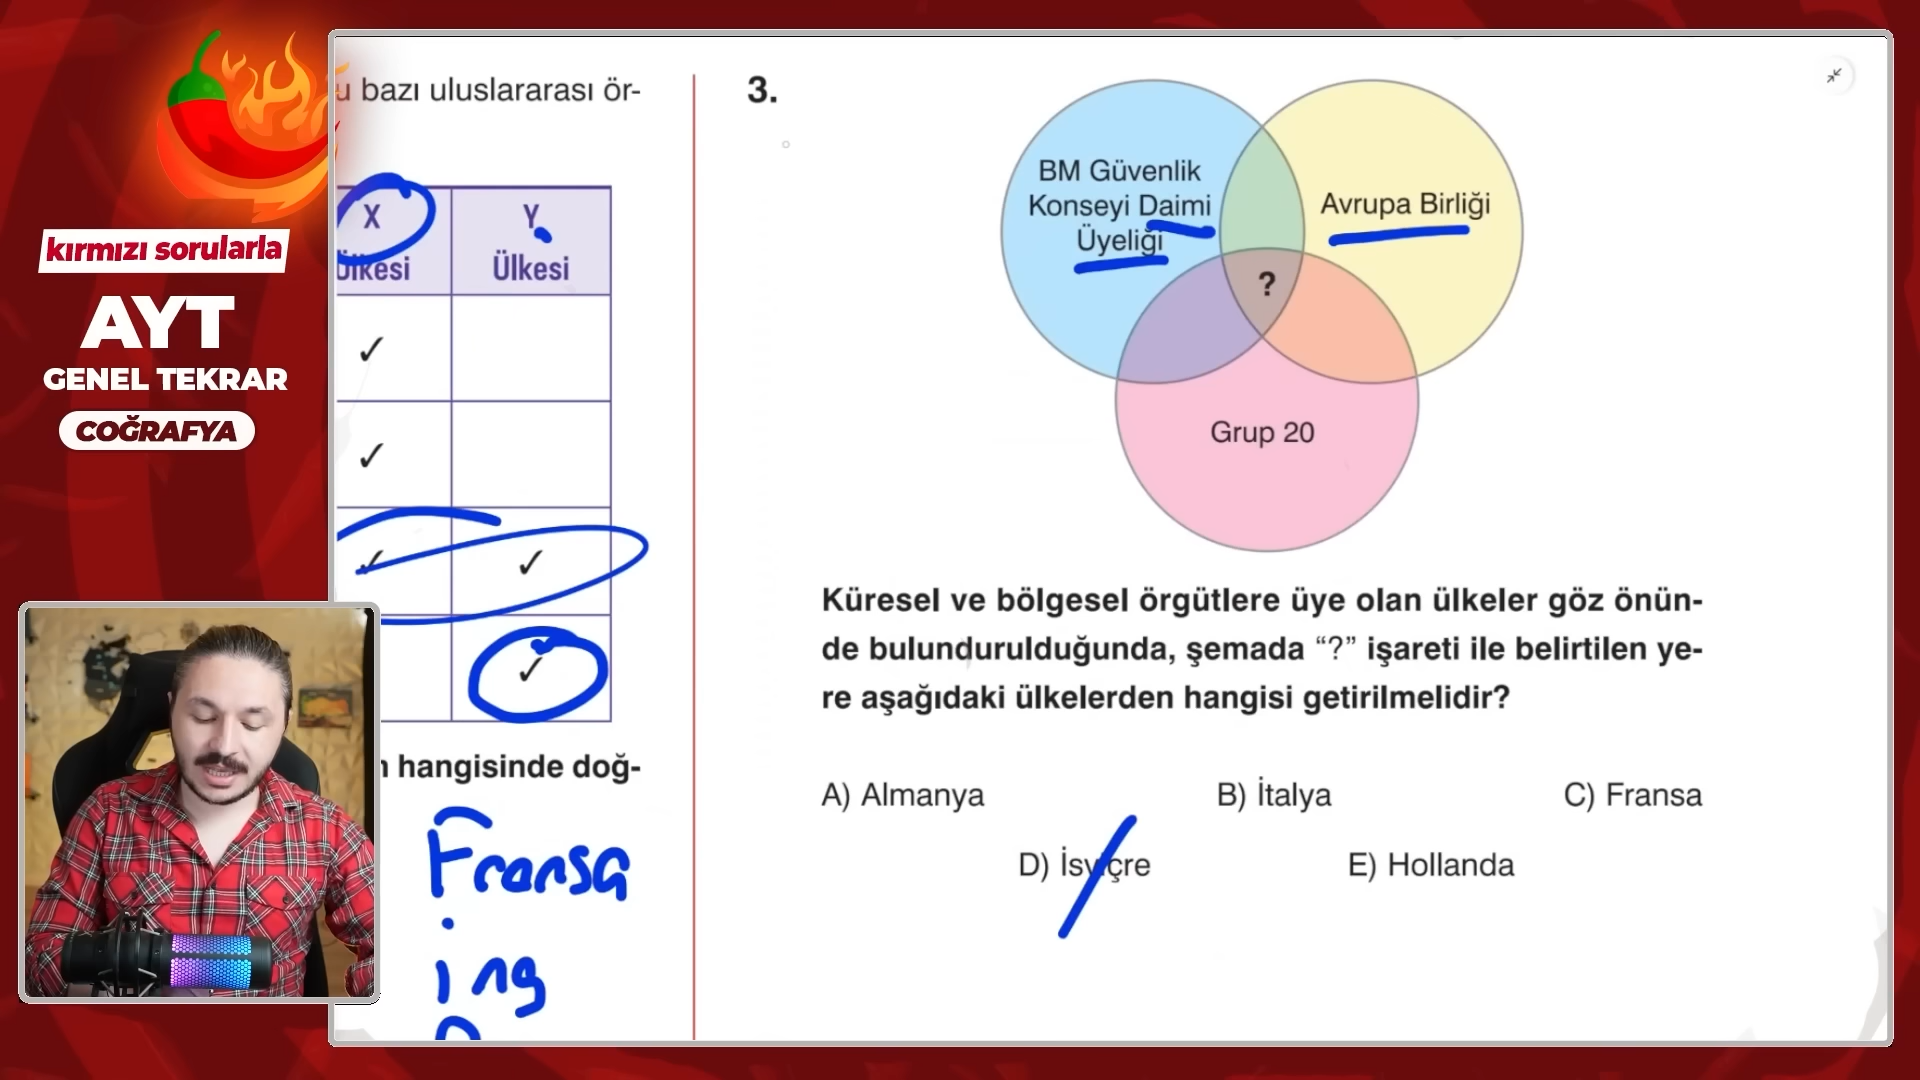 kırmızı sorularla
AYT
GENEL TEKRAR
COĞRAFYA
u bazı uluslararası ör-
X
Ülkesi
Y
Ülkesi
✓
✓
✓ ✓
✓
hangisinde doğ-
Fransa
ing
3.
BM Güvenlik
Konseyi Daimi
Üyeliği
Avrupa Birliği
?
Grup 20
Küresel ve bölgesel örgütlere üye olan ülkeler göz önün-
de bulundurulduğunda, şemada “?” işareti ile belirtilen ye-
re aşağıdaki ülkelerden hangisi getirilmelidir?
A) Almanya B) İtalya C) Fransa
D) İsviçre E) Hollanda